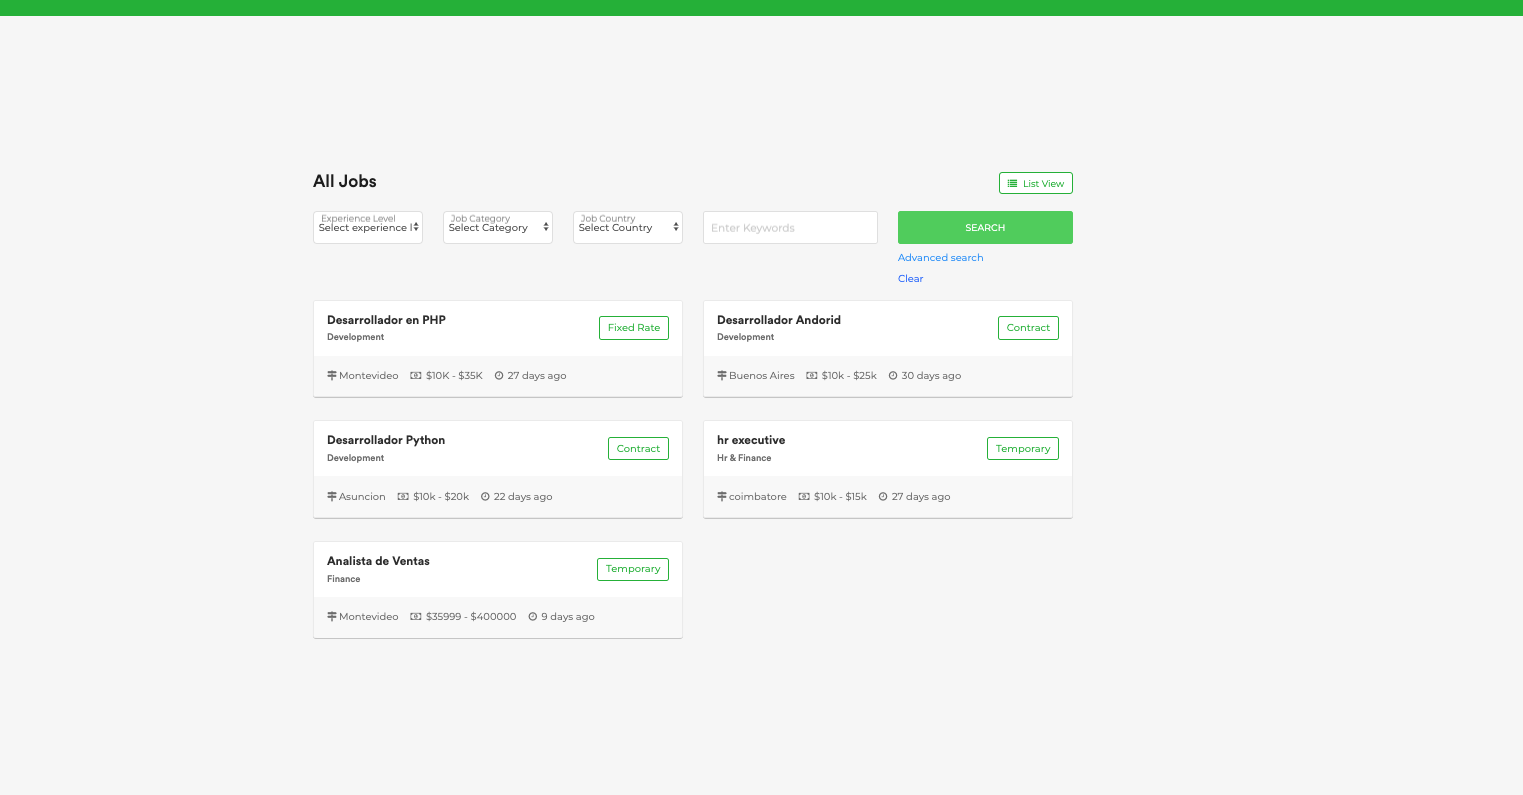 All Jobs
List View
Experience Level
Select experience l
Job Category
Select Category
Job Country
Select Country
Enter Keywords
SEARCH
Advanced search
Clear
Desarrollador en PHP
Development
Fixed Rate
Montevideo $10K - $35K 27 days ago
Desarrollador Andorid
Development
Contract
Buenos Aires $10k - $25k 30 days ago
Desarrollador Python
Development
Contract
Asuncion $10k - $20k 22 days ago
hr executive
Hr & Finance
Temporary
coimbatore $10k - $15k 27 days ago
Analista de Ventas
Finance
Temporary
Montevideo $35999 - $400000 9 days ago